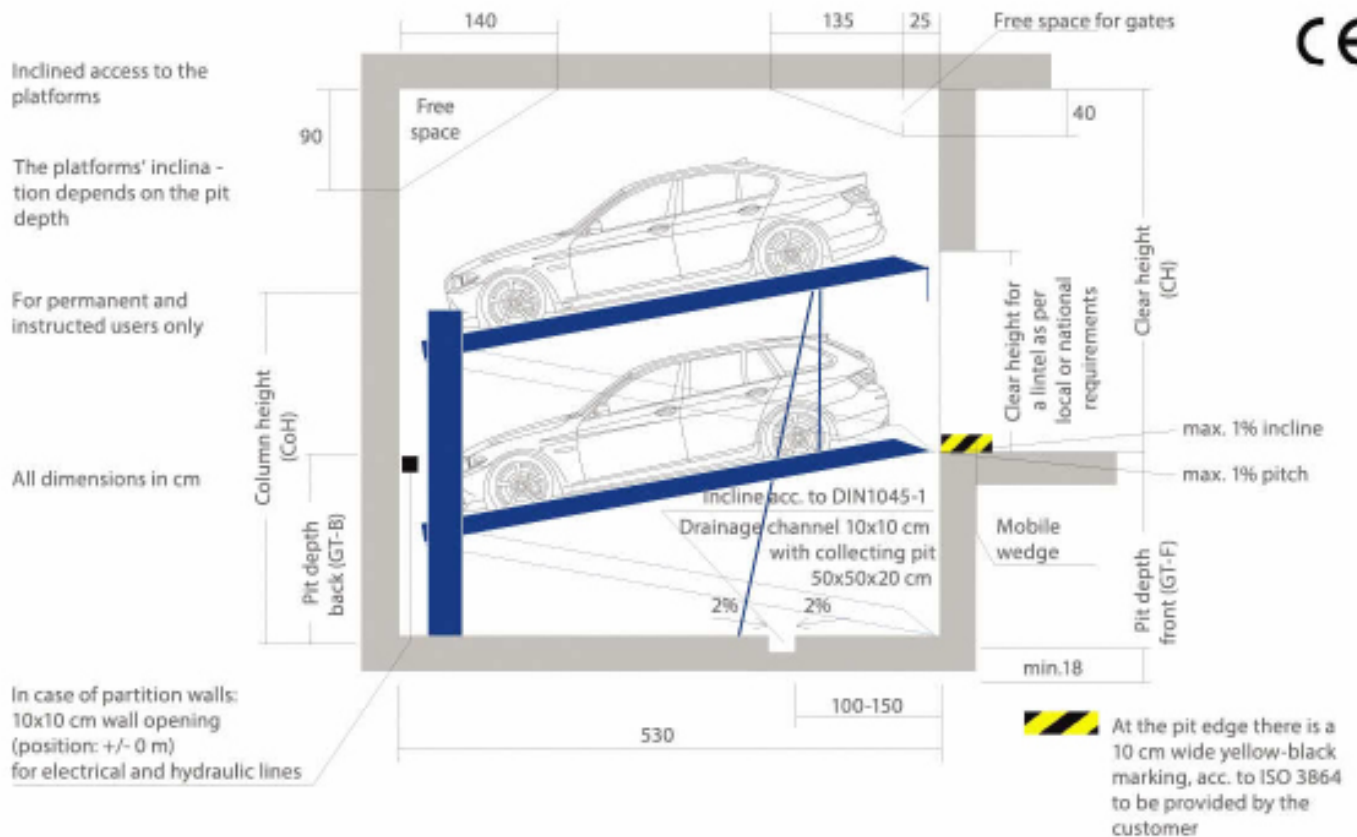 140
135
25
Free space for gates
CE
Inclined access to the
platforms
Free
space
90
40
The platforms' inclina -
tion depends on the pit
depth
For permanent and
instructed users only
Clear height for
a lintel as per
local or national
requirements
Clear height
(CH)
Column height
(CoH)
max. 1% incline
max. 1% pitch
All dimensions in cm
Incline acc. to DIN1045-1
Drainage channel 10x10 cm
with collecting pit
50x50x20 cm
Mobile
wedge
Pit depth
back (GT-B)
2%
2%
Pit depth
front (GT-F)
min.18
In case of partition walls:
10x10 cm wall opening
(position: +/- 0 m)
for electrical and hydraulic lines
100-150
530
At the pit edge there is a
10 cm wide yellow-black
marking, acc. to ISO 3864
to be provided by the
customer